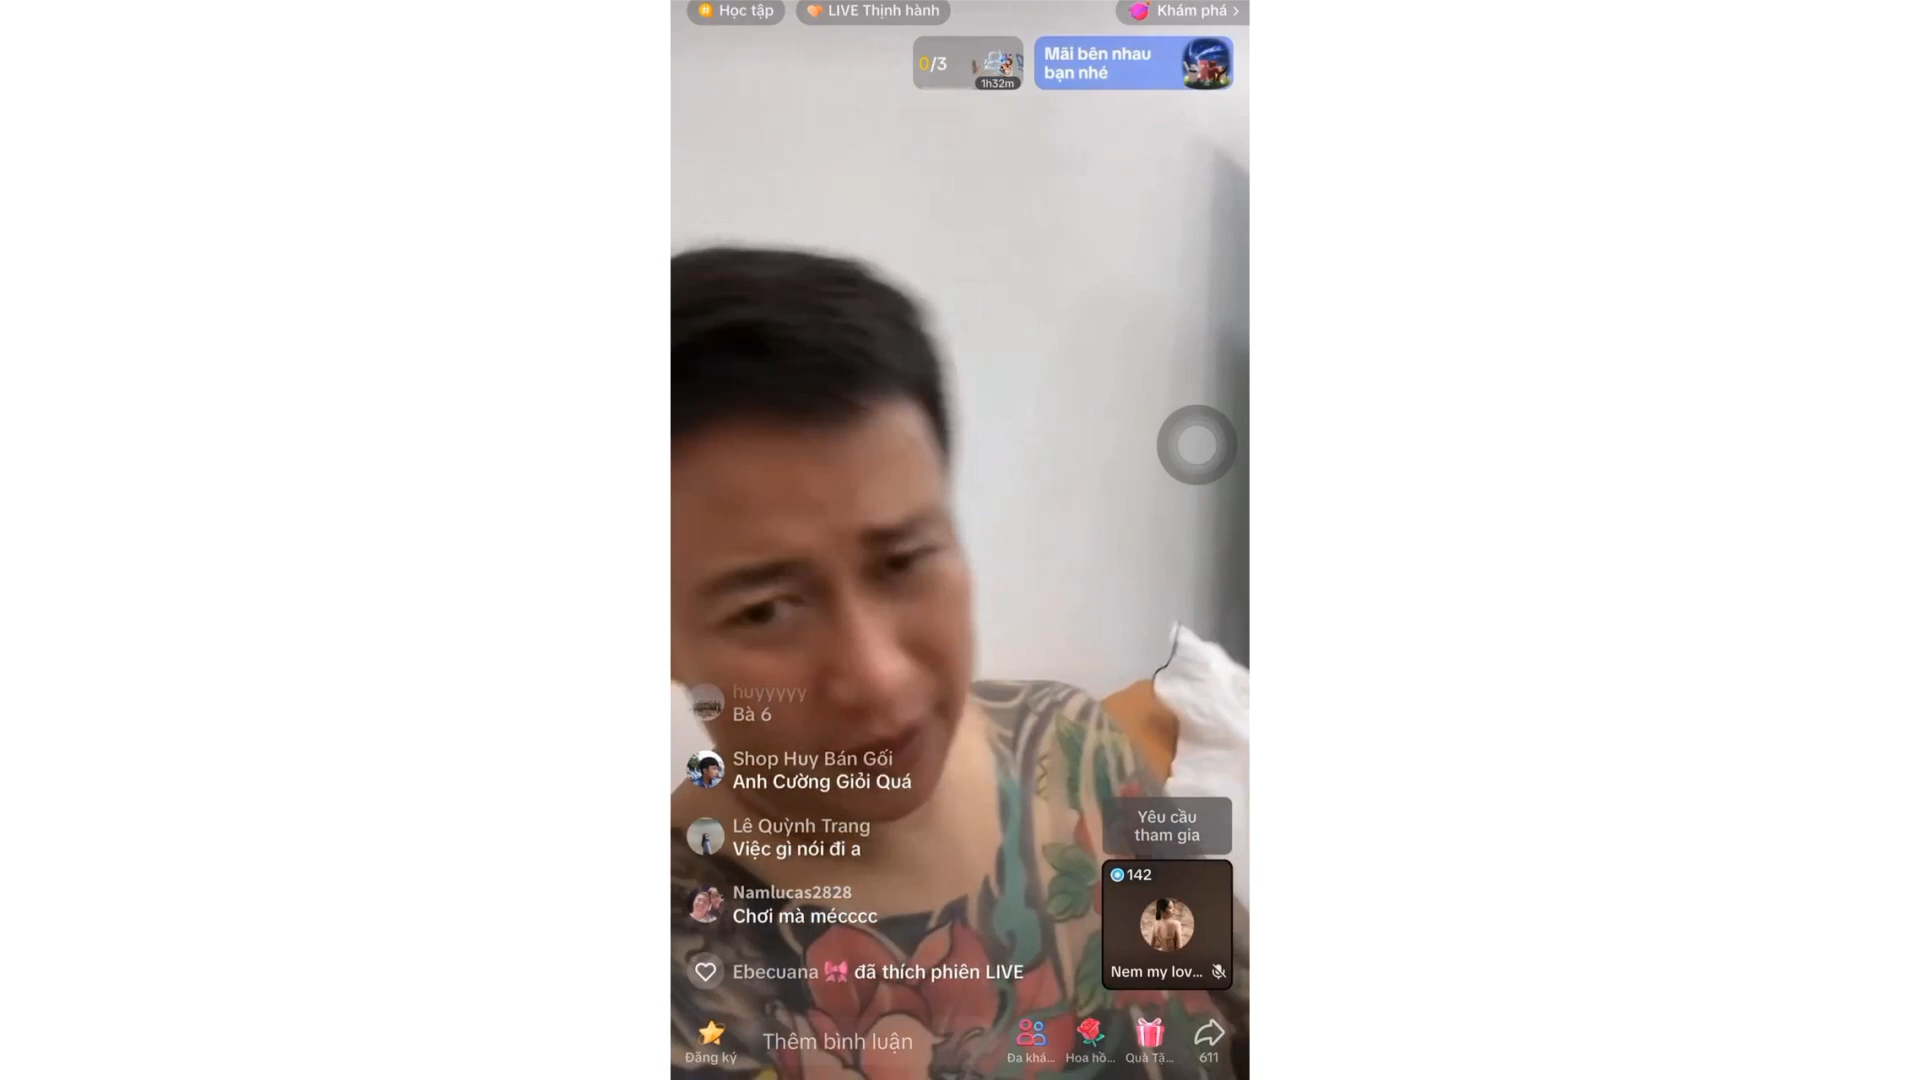 Học tập
LIVE Thịnh hành
Khám phá >
0/3
1h32m
Mãi bên nhau
bạn nhé
huyyyyy
Bà 6
Shop Huy Bán Gối
Anh Cường Giỏi Quá
Lê Quỳnh Trang
Việc gì nói đi a
Namlucas2828
Chơi mà mécccc
Ebecuana 🎀 đã thích phiên LIVE
Yêu cầu
tham gia
142
Nem my lov...
Đăng ký
Thêm bình luận
Đa khá...
Hoa hồ...
Quà Tặ...
611